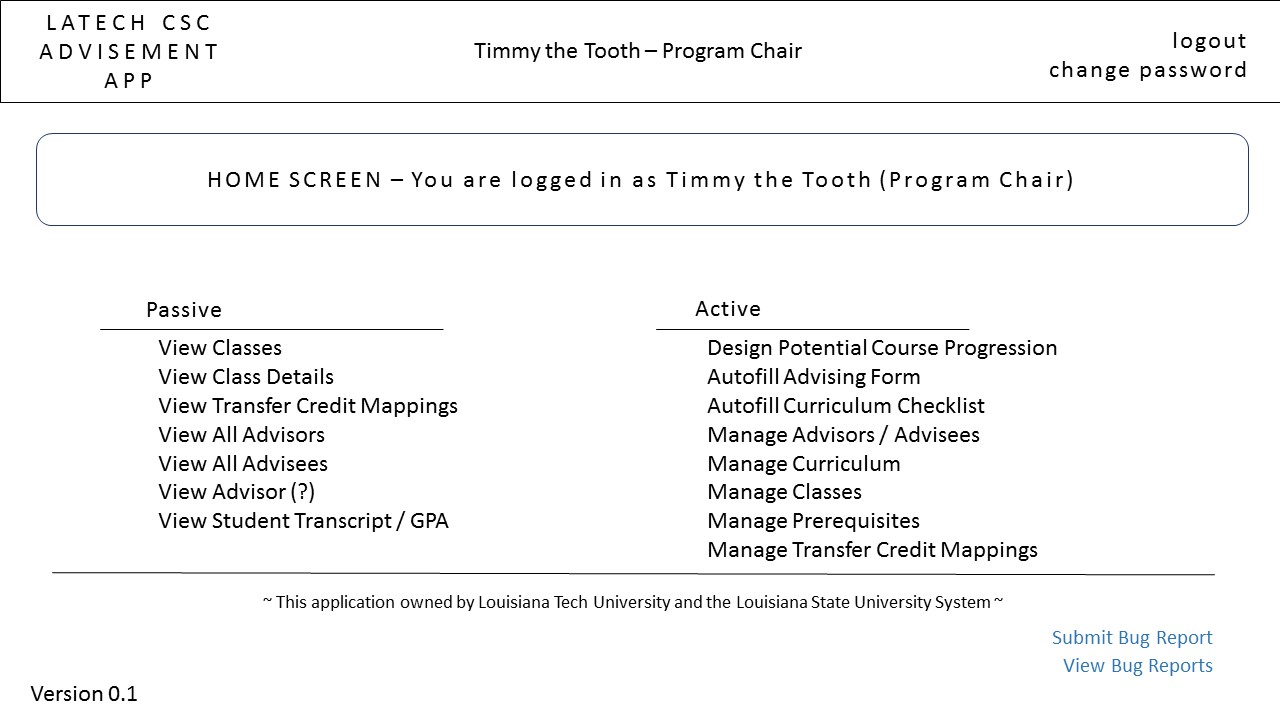 LATECH CSC
ADVISEMENT
APP
Timmy the Tooth – Program Chair
logout
change password
HOME SCREEN – You are logged in as Timmy the Tooth (Program Chair)
Passive
View Classes
View Class Details
View Transfer Credit Mappings
View All Advisors
View All Advisees
View Advisor (?)
View Student Transcript / GPA
Active
Design Potential Course Progression
Autofill Advising Form
Autofill Curriculum Checklist
Manage Advisors / Advisees
Manage Curriculum
Manage Classes
Manage Prerequisites
Manage Transfer Credit Mappings
~ This application owned by Louisiana Tech University and the Louisiana State University System ~
Submit Bug Report
View Bug Reports
Version 0.1